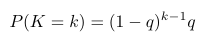 P(K = k) = (1 − q)^{k−1}q